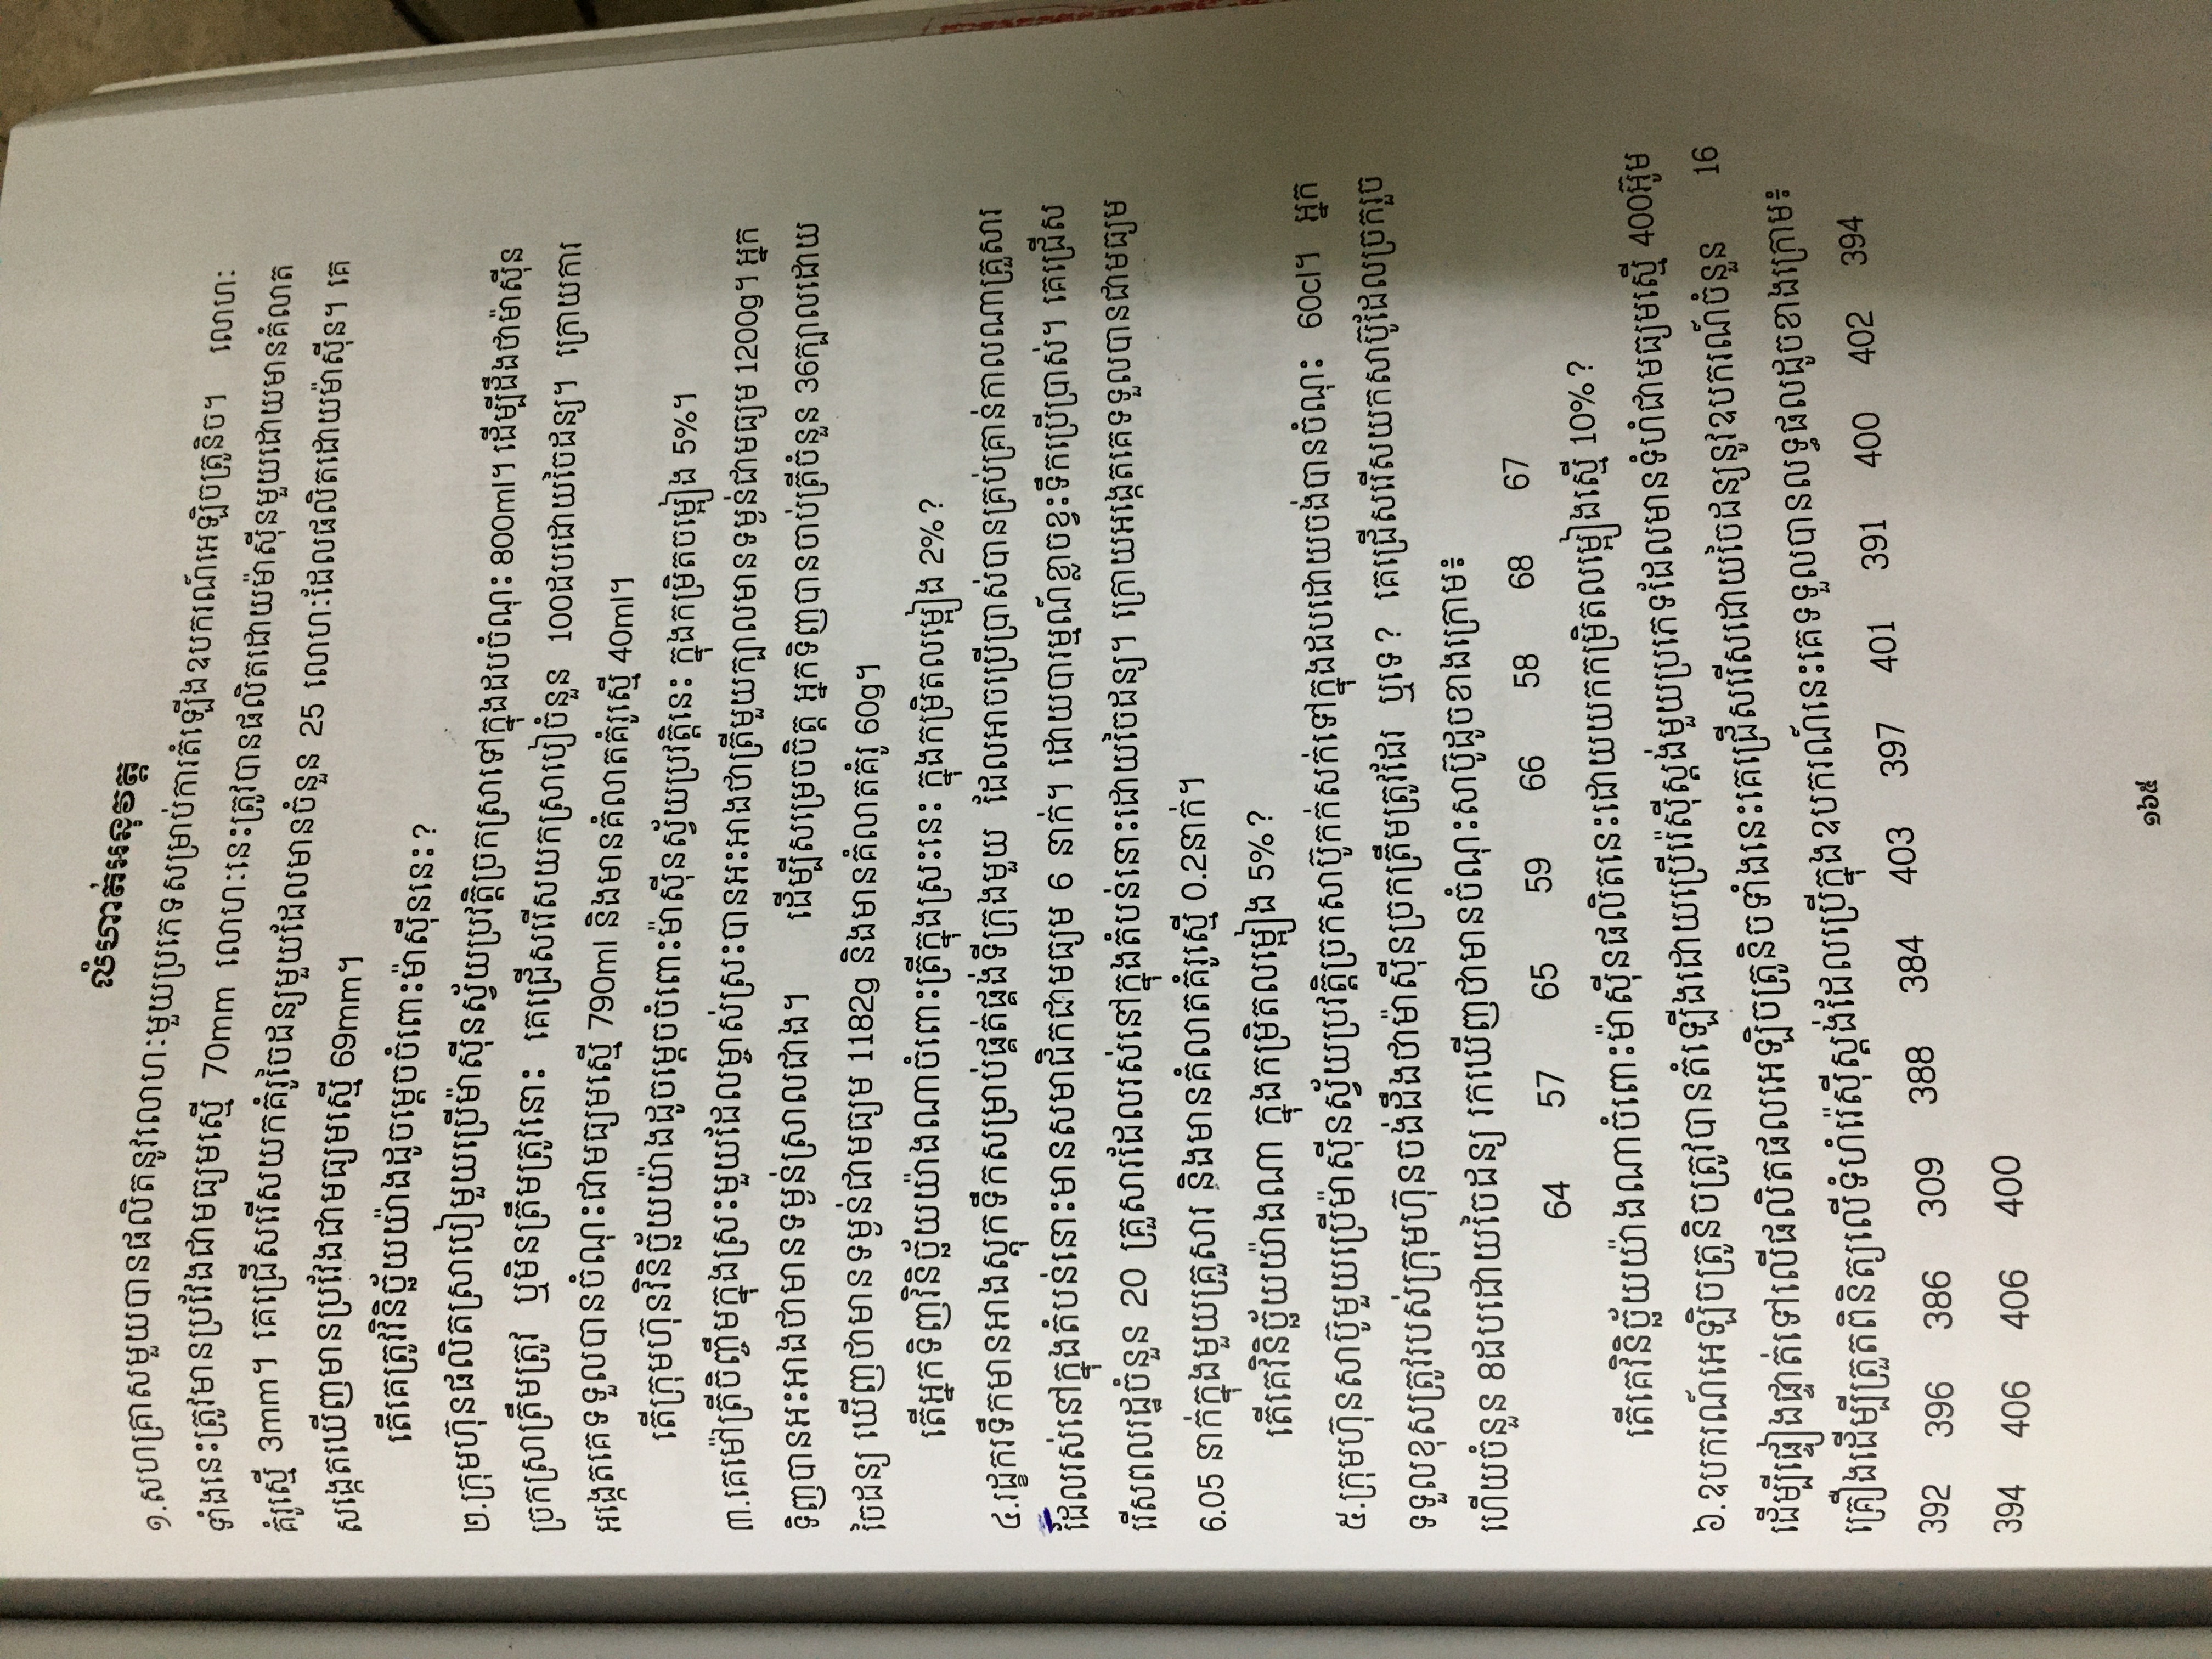 លំហាត់អនុវត្ត
១.សហគ្រាសមួយបានផលិតនូវលោហៈមួយប្រភេទសម្រាប់ការតំឡើងឧបករណ៍អេឡិចត្រូនិច។ លោហៈ
ទាំងនេះត្រូវមានប្រវែងជាមធ្យមស្មើ 70mm លោហៈនេះត្រូវបានផលិតដោយម៉ាស៊ីនមួយដោយមានគំលាត
គំរូស្មើ 3mm។ គេជ្រើសរើសយកគំរូចៃដន្យមួយដែលមានចំនួន 25 លោហៈដែលផលិតដោយម៉ាស៊ីន។ គេ
សង្កេតឃើញមានប្រវែងជាមធ្យមស្មើ 69mm។
តើគេត្រូវវិនិច្ឆ័យយ៉ាងដូចម្ដេចចំពោះម៉ាស៊ីននេះ?
២.ក្រុមហ៊ុនផលិតស្រាបៀមួយប្រើម៉ាស៊ីនស្វ័យប្រវត្តិច្រកស្រាទៅក្នុងដបចំណុះ 800ml។ ដើម្បីដឹងថាម៉ាស៊ីន
ច្រកស្រាត្រឹមត្រូវ ឬមិនត្រឹមត្រូវនោះ គេជ្រើសរើសយកស្រាបៀចំនួន 100ដបដោយចៃដន្យ។ ក្រោយការ
អង្កេតគេទទួលបានចំណុះជាមធ្យមស្មើ 790ml និងមានគំលាតគំរូស្មើ 40ml។
តើក្រុមហ៊ុនវិនិច្ឆ័យយ៉ាងដូចម្ដេចចំពោះម៉ាស៊ីនស្វ័យប្រវត្តិនេះ ក្នុងកម្រិតចម្អៀង 5%។
៣.គេម៉ៅត្រីចិញ្ចឹមក្នុងស្រះមួយដែលម្ចាស់ស្រះបានអះអាងថាត្រីមួយក្បាលមានទម្ងន់ជាមធ្យម 1200g។ អ្នក
ទិញបានអះអាងថាមានទម្ងន់ស្រាលជាង។ ដើម្បីសម្រេចចិត្ត អ្នកទិញបានចាប់ត្រីចំនួន 36ក្បាលដោយ
ចៃដន្យ ឃើញថាមានទម្ងន់ជាមធ្យម 1182g និងមានគំលាតគំរូ 60g។
តើអ្នកទិញវិនិច្ឆ័យយ៉ាងណាចំពោះត្រីក្នុងស្រះនេះ ក្នុងកម្រិតលម្អៀង 2%?
៤.រដ្ឋករទឹកមានអាងស្តុកទឹកសម្រាប់ផ្គត់ផ្គង់ទីក្រុងមួយ ដែលអាចប្រើប្រាស់បានគ្រប់គ្រាន់កាលណាគ្រួសារ
ដែលរស់នៅក្នុងតំបន់នោះមានសមាជិកជាមធ្យម 6 នាក់។ ដោយបារម្មណ៍ខ្លាចខ្វះទឹកប្រើប្រាស់។ គេជ្រើស
រើសពលរដ្ឋចំនួន 20 គ្រួសារដែលរស់នៅក្នុងតំបន់នោះដោយចៃដន្យ។ ក្រោយអង្កេតគេទទួលបានជាមធ្យម
6.05 នាក់ក្នុងមួយគ្រួសារ និងមានគំលាតគំរូស្មើ 0.2នាក់។
តើគេវិនិច្ឆ័យយ៉ាងណា ក្នុងកម្រិតលម្អៀង 5%?
៥.ក្រុមហ៊ុនសាប៊ូមួយប្រើម៉ាស៊ីនស្វ័យប្រវត្តិច្រកសាប៊ូកក់សក់ទៅក្នុងដបដោយចង់បានចំណុះ 60cl។ អ្នក
ទទួលខុសត្រូវរបស់ក្រុមហ៊ុនចង់ដឹងថាម៉ាស៊ីនច្រកត្រឹមត្រូវដែរ ឬទេ? គេជ្រើសរើសយកសាប៊ូដែលច្រករួច
ហើយចំនួន 8ដបដោយចៃដន្យ រកឃើញថាមានចំណុះសាប៊ូដូចខាងក្រោម៖
64 57 65 59 66 58 68 67
តើគេវិនិច្ឆ័យយ៉ាងណាចំពោះម៉ាស៊ីនផលិតនេះដោយយកកម្រិតលម្អៀងស្មើ 10%?
៦.ឧបករណ៍អេឡិចត្រូនិចត្រូវបានតំឡើងដោយប្រើរ៉េស៊ីស្តង់មួយប្រភេទដែលមានទំហំជាមធ្យមស្មើ 400អ៊ូម
ដើម្បីផ្ទៀងផ្ទាត់ទៅលើផលិតផលអេឡិចត្រូនិចទាំងនេះគេជ្រើសរើសដោយចៃដន្យនូវឧបករណ៍ចំនួន 16
គ្រឿងដើម្បីត្រួតពិនិត្យលើទំហំរ៉េស៊ីស្តង់ដែលប្រើក្នុងឧបករណ៍នេះគេទទួលបានលទ្ធផលដូចខាងក្រោម៖
392 396 386 309 388 384 403 397 401 391 400 402 394
394 406 406 400
១៦៥